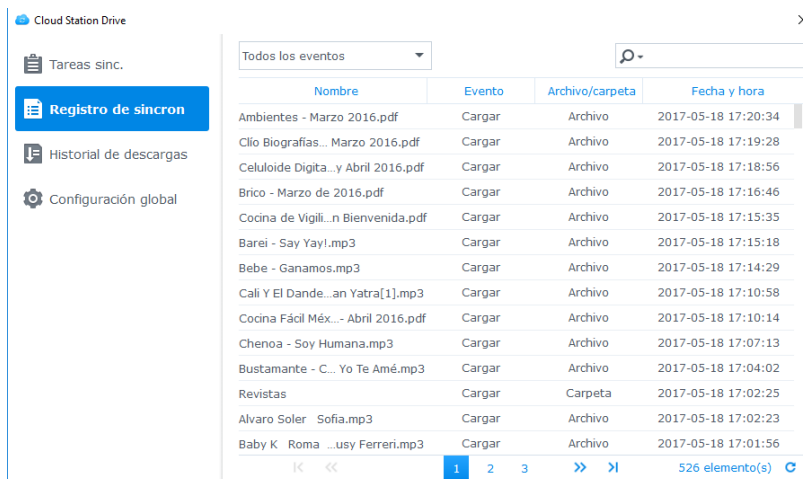 Cloud Station Drive
Tareas sinc.
Registro de sincron
Historial de descargas
Configuración global
Todos los eventos
Nombre Evento Archivo/carpeta Fecha y hora
Ambientes - Marzo 2016.pdf Cargar Archivo 2017-05-18 17:20:34
Clío Biografías... Marzo 2016.pdf Cargar Archivo 2017-05-18 17:19:28
Celuloide Digita...y Abril 2016.pdf Cargar Archivo 2017-05-18 17:18:56
Brico - Marzo de 2016.pdf Cargar Archivo 2017-05-18 17:16:46
Cocina de Vigili...n Bienvenida.pdf Cargar Archivo 2017-05-18 17:15:35
Barei - Say Yay!.mp3 Cargar Archivo 2017-05-18 17:15:18
Bebe - Ganamos.mp3 Cargar Archivo 2017-05-18 17:14:29
Cali Y El Dande...an Yatra[1].mp3 Cargar Archivo 2017-05-18 17:10:58
Cocina Fácil Méx...- Abril 2016.pdf Cargar Archivo 2017-05-18 17:10:14
Chenoa - Soy Humana.mp3 Cargar Archivo 2017-05-18 17:07:13
Bustamante - C... Yo Te Amé.mp3 Cargar Archivo 2017-05-18 17:04:02
Revistas Cargar Carpeta 2017-05-18 17:02:25
Alvaro Soler Sofia.mp3 Cargar Archivo 2017-05-18 17:02:23
Baby K Roma ...usy Ferreri.mp3 Cargar Archivo 2017-05-18 17:01:56
1 2 3 526 elemento(s)